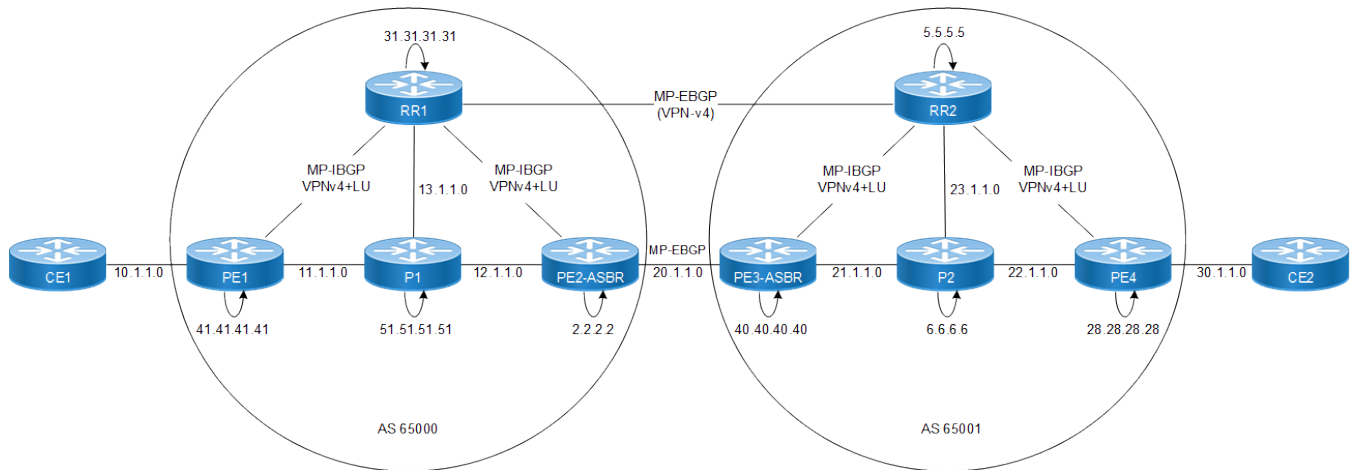 31.31.31.31
5.5.5.5
RR1
MP-EBGP
(VPN-v4)
RR2
MP-IBGP
VPNv4+LU
MP-IBGP
VPNv4+LU
MP-IBGP
VPNv4+LU
MP-IBGP
VPNv4+LU
13.1.1.0
23.1.1.0
CE1
10.1.1.0
PE1
11.1.1.0
P1
12.1.1.0
PE2-ASBR
MP-EBGP
20.1.1.0
PE3-ASBR
21.1.1.0
P2
22.1.1.0
PE4
30.1.1.0
CE2
41.41.41.41
51.51.51.51
2.2.2.2
40.40.40.40
6.6.6.6
28.28.28.28
AS 65000
AS 65001